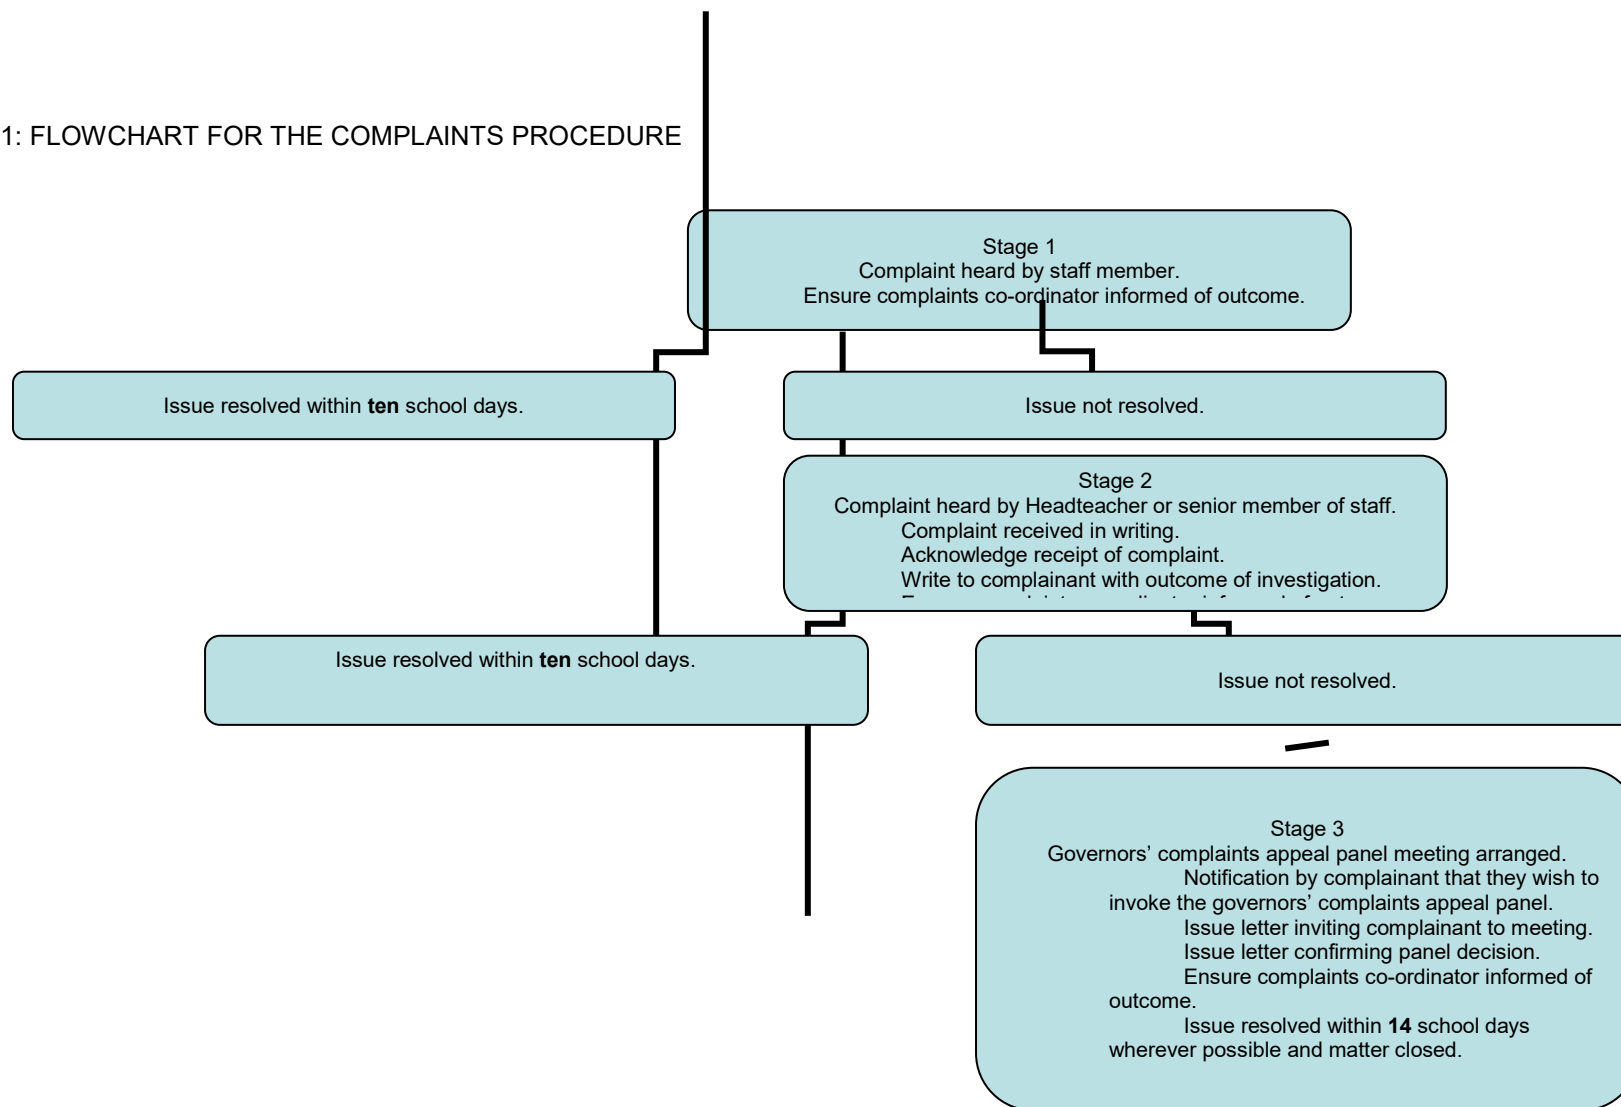 1: FLOWCHART FOR THE COMPLAINTS PROCEDURE
Stage 1
Complaint heard by staff member.
Ensure complaints co-ordinator informed of outcome.
Issue resolved within ten school days.
Issue not resolved.
Stage 2
Complaint heard by Headteacher or senior member of staff.
Complaint received in writing.
Acknowledge receipt of complaint.
Write to complainant with outcome of investigation.
Issue resolved within ten school days.
Issue not resolved.
Stage 3
Governors’ complaints appeal panel meeting arranged.
Notification by complainant that they wish to
invoke the governors’ complaints appeal panel.
Issue letter inviting complainant to meeting.
Issue letter confirming panel decision.
Ensure complaints co-ordinator informed of
outcome.
Issue resolved within 14 school days
wherever possible and matter closed.